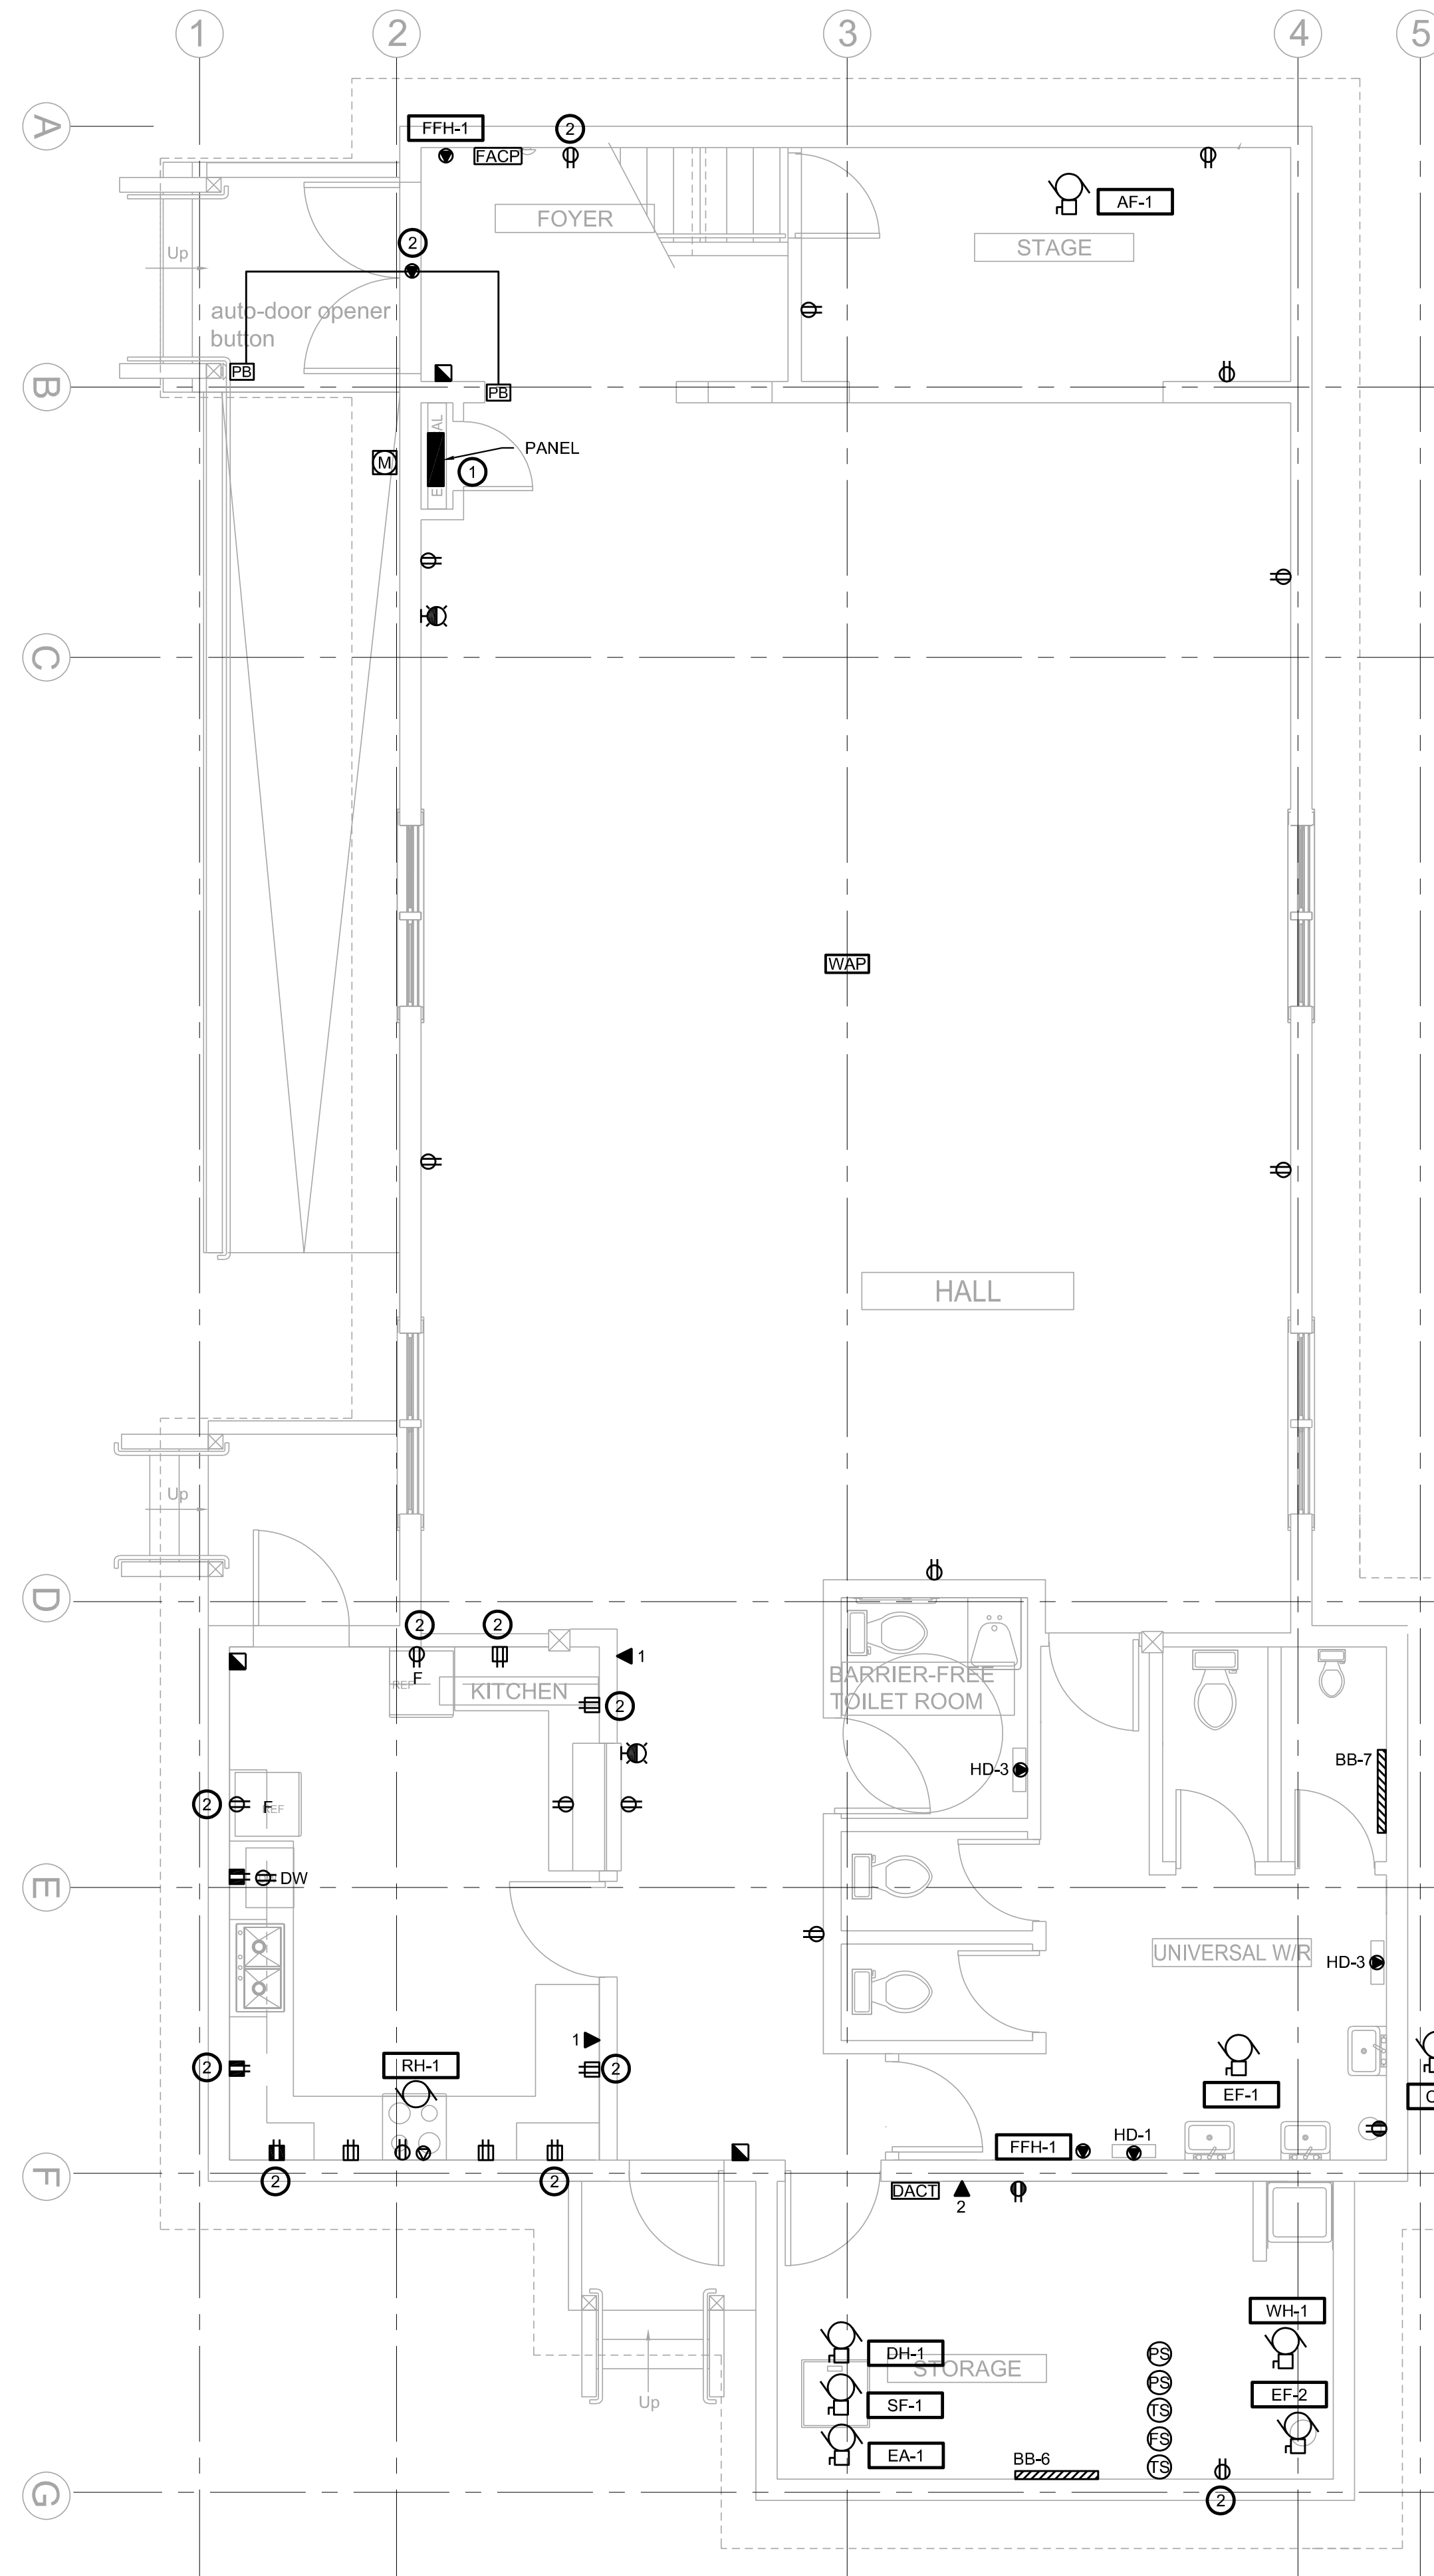 1
2
3
4
5
A
FFH-1
2
FACP
FOYER
AF-1
STAGE
2
Up
auto-door opener
button
PB
PB
B
M
PANEL
1
C
WAP
HALL
Up
D
2
2
F
REF
KITCHEN
1
2
BARRIER-FREE
TOILET ROOM
HD-3
BB-7
2
F
REF
DW
E
UNIVERSAL W/R
HD-3
2
RH-1
1
2
EF-1
2
2
FFH-1
HD-1
F
DACT
2
WH-1
DH-1
STORAGE
SF-1
EA-1
PS
PS
TS
FS
TS
EF-2
BB-6
Up
2
G